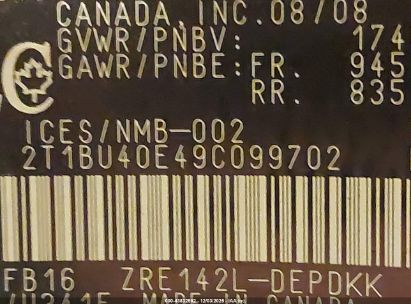 CANADA, INC. 08/08
GVWR/PNBV: 174
GAWR/PNBE: FR. 945
RR. 835
ICES/NMB-002
2T1BU40E49C099702
FB16 ZRE142L-DEPDKK